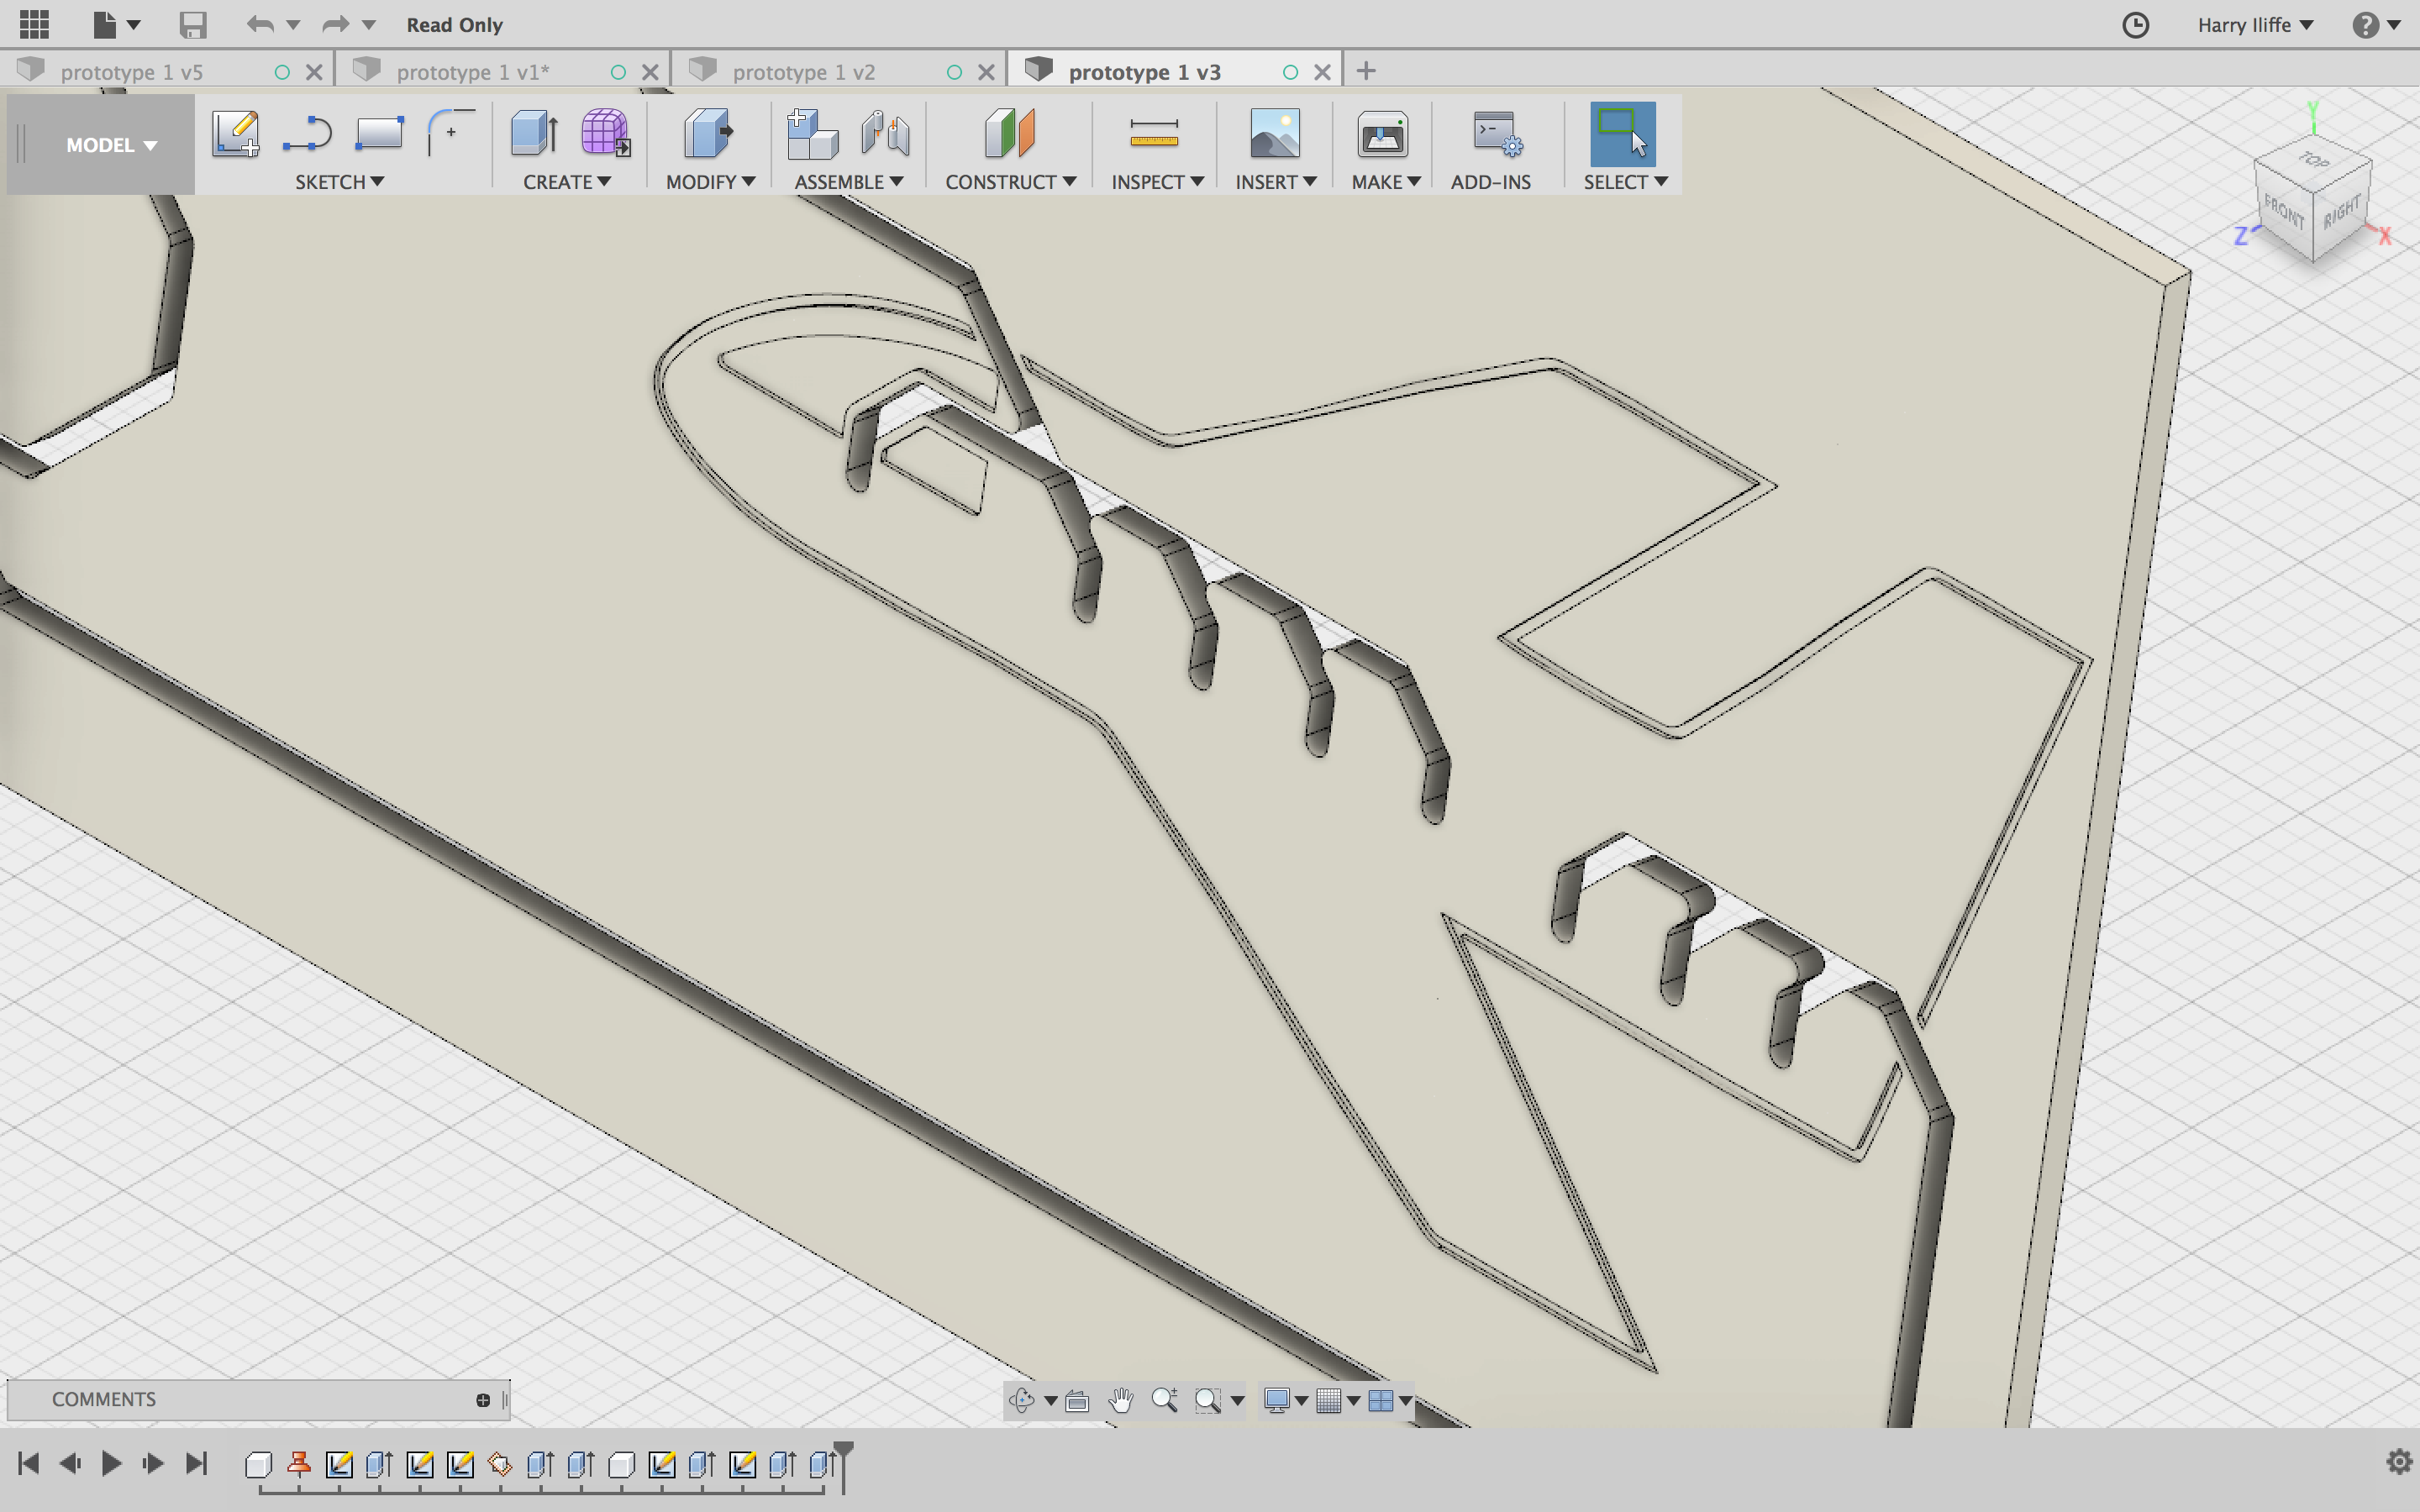 Read Only
Harry Iliffe
?
prototype 1 v5
prototype 1 v1*
prototype 1 v2
prototype 1 v3
MODEL
SKETCH
CREATE
MODIFY
ASSEMBLE
CONSTRUCT
INSPECT
INSERT
MAKE
ADD-INS
SELECT
Y
TOP
FRONT
RIGHT
Z
X
COMMENTS